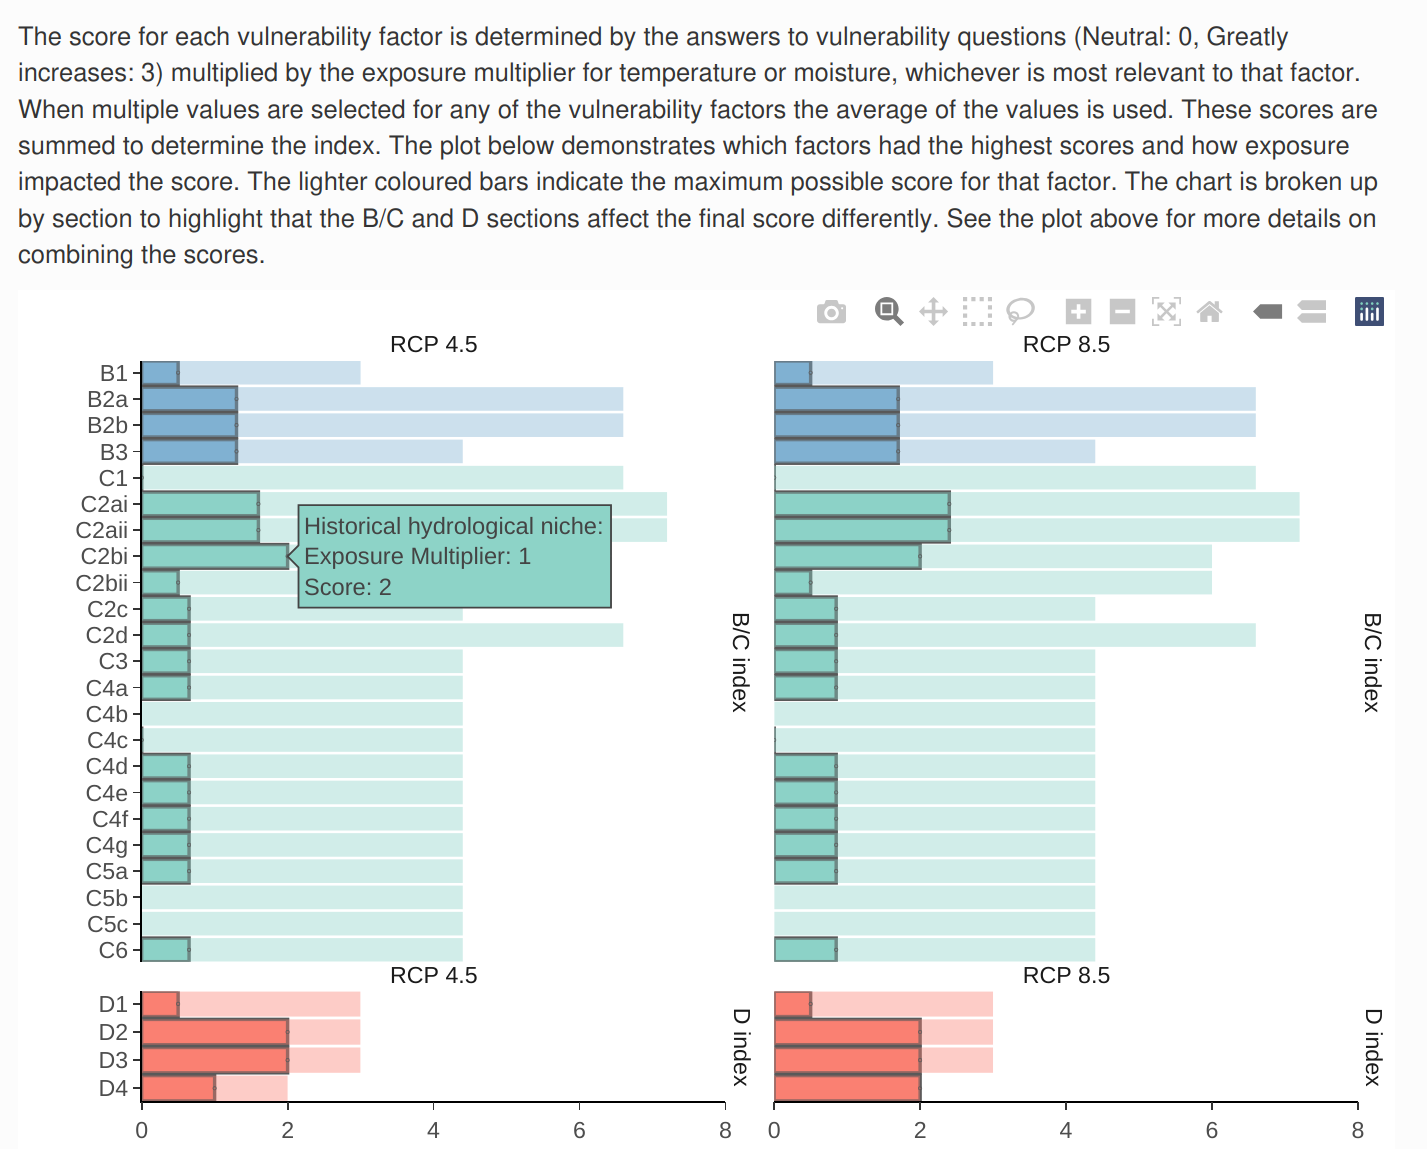 The score for each vulnerability factor is determined by the answers to vulnerability questions (Neutral: 0, Greatly
increases: 3) multiplied by the exposure multiplier for temperature or moisture, whichever is most relevant to that factor.
When multiple values are selected for any of the vulnerability factors the average of the values is used. These scores are
summed to determine the index. The plot below demonstrates which factors had the highest scores and how exposure
impacted the score. The lighter coloured bars indicate the maximum possible score for that factor. The chart is broken up
by section to highlight that the B/C and D sections affect the final score differently. See the plot above for more details on
combining the scores.
RCP 4.5
RCP 8.5
B1
B2a
B2b
B3
C1
C2ai
C2aii
C2bi
C2bii
C2c
C2d
C3
C4a
C4b
C4c
C4d
C4e
C4f
C4g
C5a
C5b
C5c
C6
Historical hydrological niche:
Exposure Multiplier: 1
Score: 2
B/C index
B/C index
RCP 4.5
RCP 8.5
D1
D2
D3
D4
D index
D index
0 2 4 6 8
0 2 4 6 8